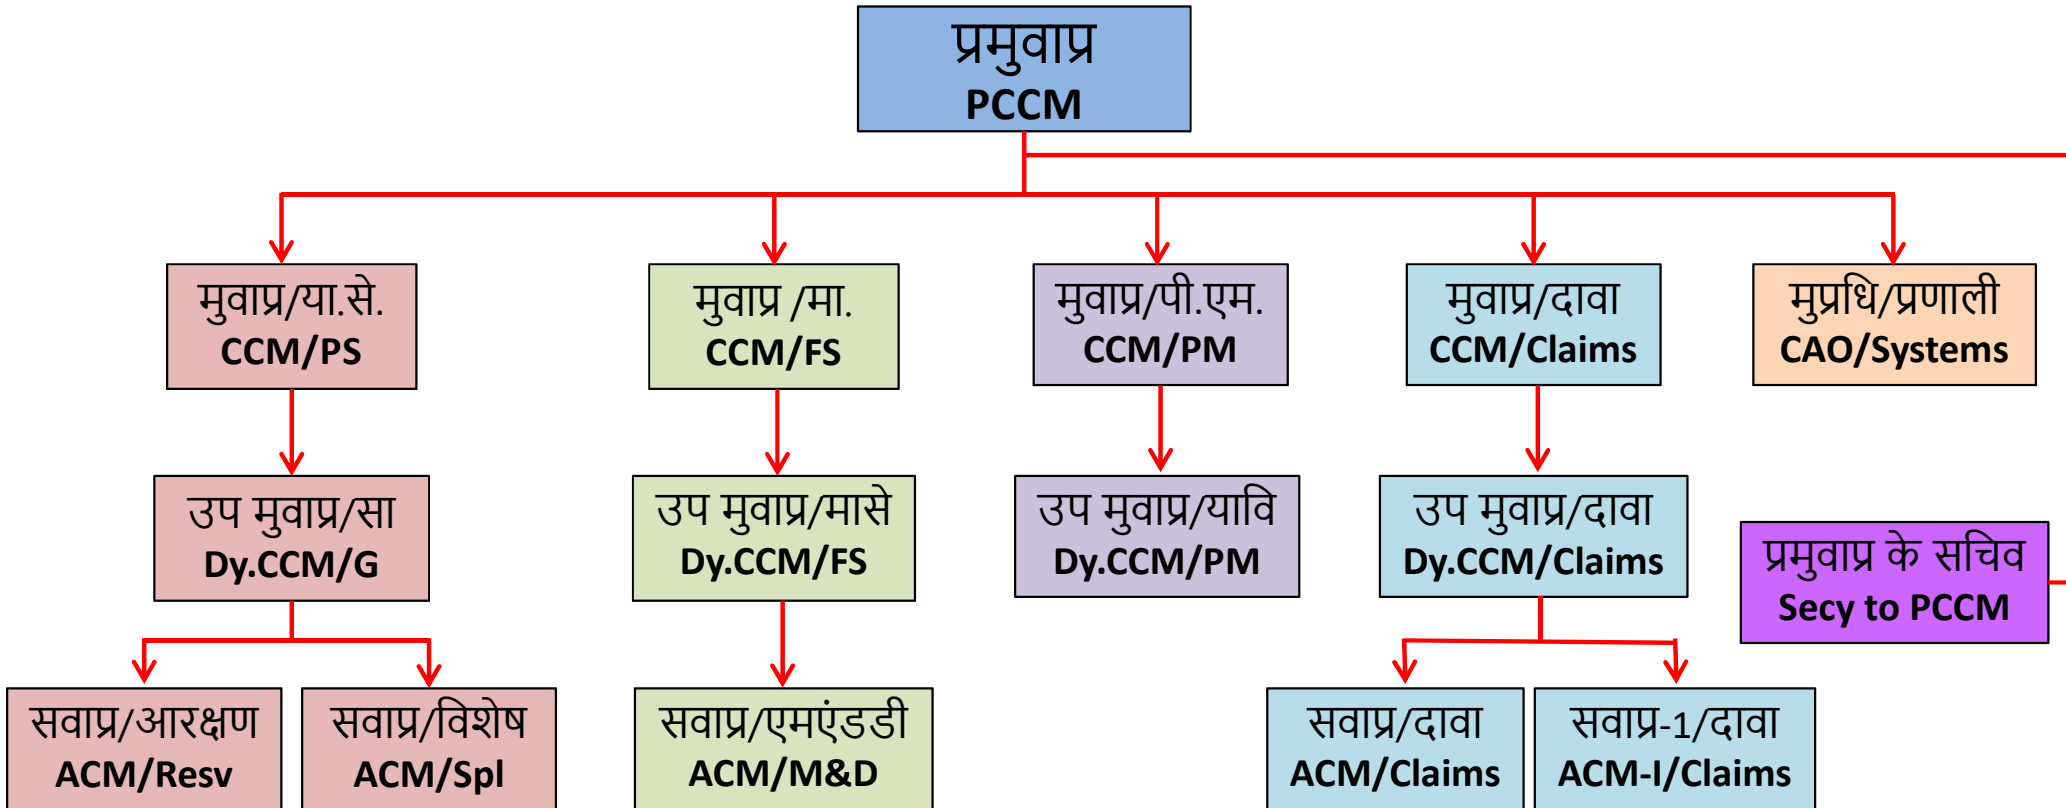 प्रमुवाप्र
PCCM
मुवाप्र/या.से.
CCM/PS
मुवाप्र /मा.
CCM/FS
मुवाप्र/पी.एम.
CCM/PM
मुवाप्र/दावा
CCM/Claims
मुप्रधि/प्रणाली
CAO/Systems
उप मुवाप्र/सा
Dy.CCM/G
उप मुवाप्र/मासे
Dy.CCM/FS
उप मुवाप्र/यावि
Dy.CCM/PM
उप मुवाप्र/दावा
Dy.CCM/Claims
प्रमुवाप्र के सचिव
Secy to PCCM
सवाप्र/आरक्षण
ACM/Resv
सवाप्र/विशेष
ACM/Spl
सवाप्र/एमएंडडी
ACM/M&D
सवाप्र/दावा
ACM/Claims
सवाप्र-1/दावा
ACM-I/Claims